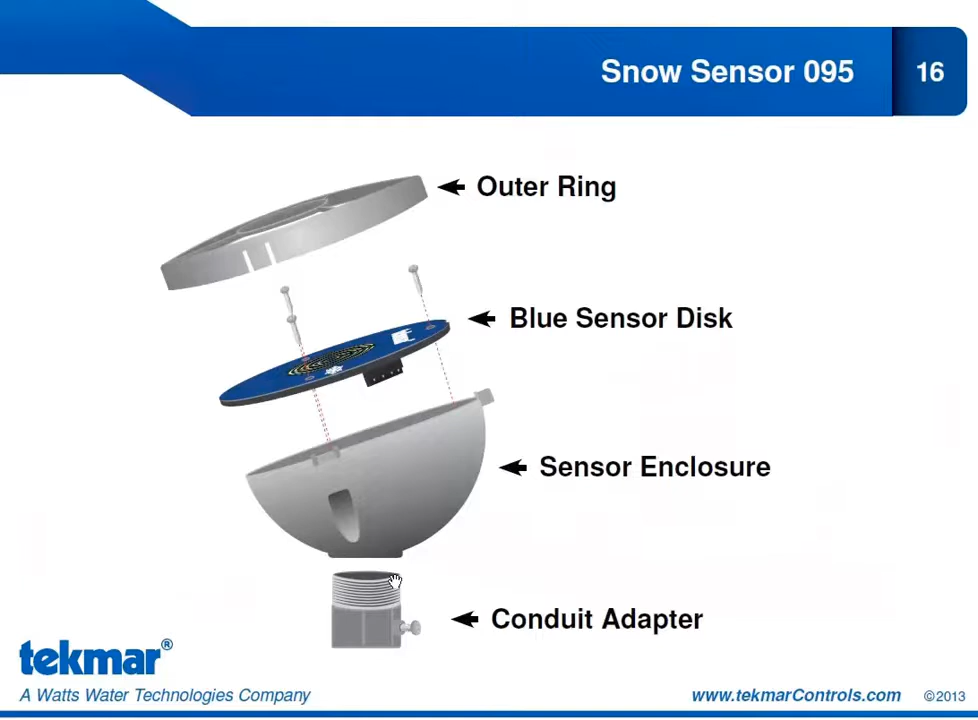 Snow Sensor 095
16
Outer Ring
Blue Sensor Disk
Sensor Enclosure
Conduit Adapter
tekmar®
A Watts Water Technologies Company
www.tekmarControls.com
©2013